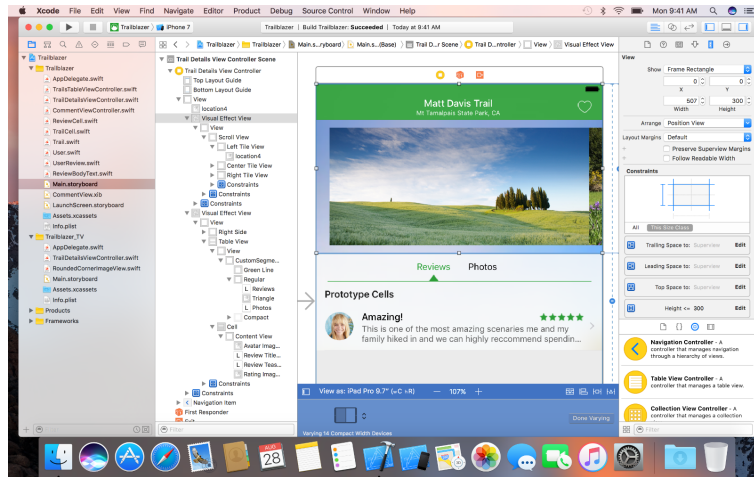 Xcode File Edit View Find Navigate Editor Product Debug Source Control Window Help
Mon 9:41 AM
Trailblazer iPhone 7
Trailblazer | Build Trailblazer: Succeeded | Today at 9:41 AM
Trailblazer Trailblazer Main.s...ryboard Main.s...(Base) Trail D...r Scene Trail D...ntroller View Visual Effect View
Trailblazer
Trailblazer
AppDelegate.swift
TrailsTableViewController.swift
TrailDetailsViewController.swift
CommentViewController.swift
ReviewCell.swift
TrailCell.swift
Trail.swift
User.swift
UserReview.swift
ReviewBodyText.swift
Main.storyboard
CommentView.xib
LaunchScreen.storyboard
Assets.xcassets
Info.plist
Trailblazer_TV
AppDelegate.swift
TrailDetailsViewController.swift
RoundedCornerImageView.swift
Main.storyboard
Assets.xcassets
Info.plist
Products
Frameworks
Trail Details View Controller Scene
Trail Details View Controller
Top Layout Guide
Bottom Layout Guide
View
location4
Visual Effect View
View
Scroll View
Left Tile View
location4
Center Tile View
Right Tile View
Constraints
Constraints
Visual Effect View
View
Right Side
Table View
View
CustomSegme...
Green Line
Regular
L Reviews
Triangle
L Photos
Compact
Cell
Content View
Avatar Imag...
L Review Title...
L Review Teas...
Rating Imag...
Constraints
Constraints
Navigation Item
First Responder
Filter
Matt Davis Trail
Mt Tamalpais State Park, CA
Reviews Photos
Prototype Cells
Amazing!
This is one of the most amazing scenaries me and my
family hiked in and we can highly reccommend spendin...
View as: iPad Pro 9.7" (wC hR) — 107% +
Varying 14 Compact Width Devices
Done Varying
View
Show Frame Rectangle
0 0
X Y
507 300
Width Height
Arrange Position View
Layout Margins Default
Preserve Superview Margins
Follow Readable Width
Constraints
All This Size Class
Trailing Space to: Superview Edit
Leading Space to: Superview Edit
Top Space to: Superview Edit
Height <= 300 Edit
Navigation Controller - A
controller that manages navigation
through a hierarchy of views.
Table View Controller - A
controller that manages a table view.
Collection View Controller - A
controller that manages a collection
Filter
AUG
28